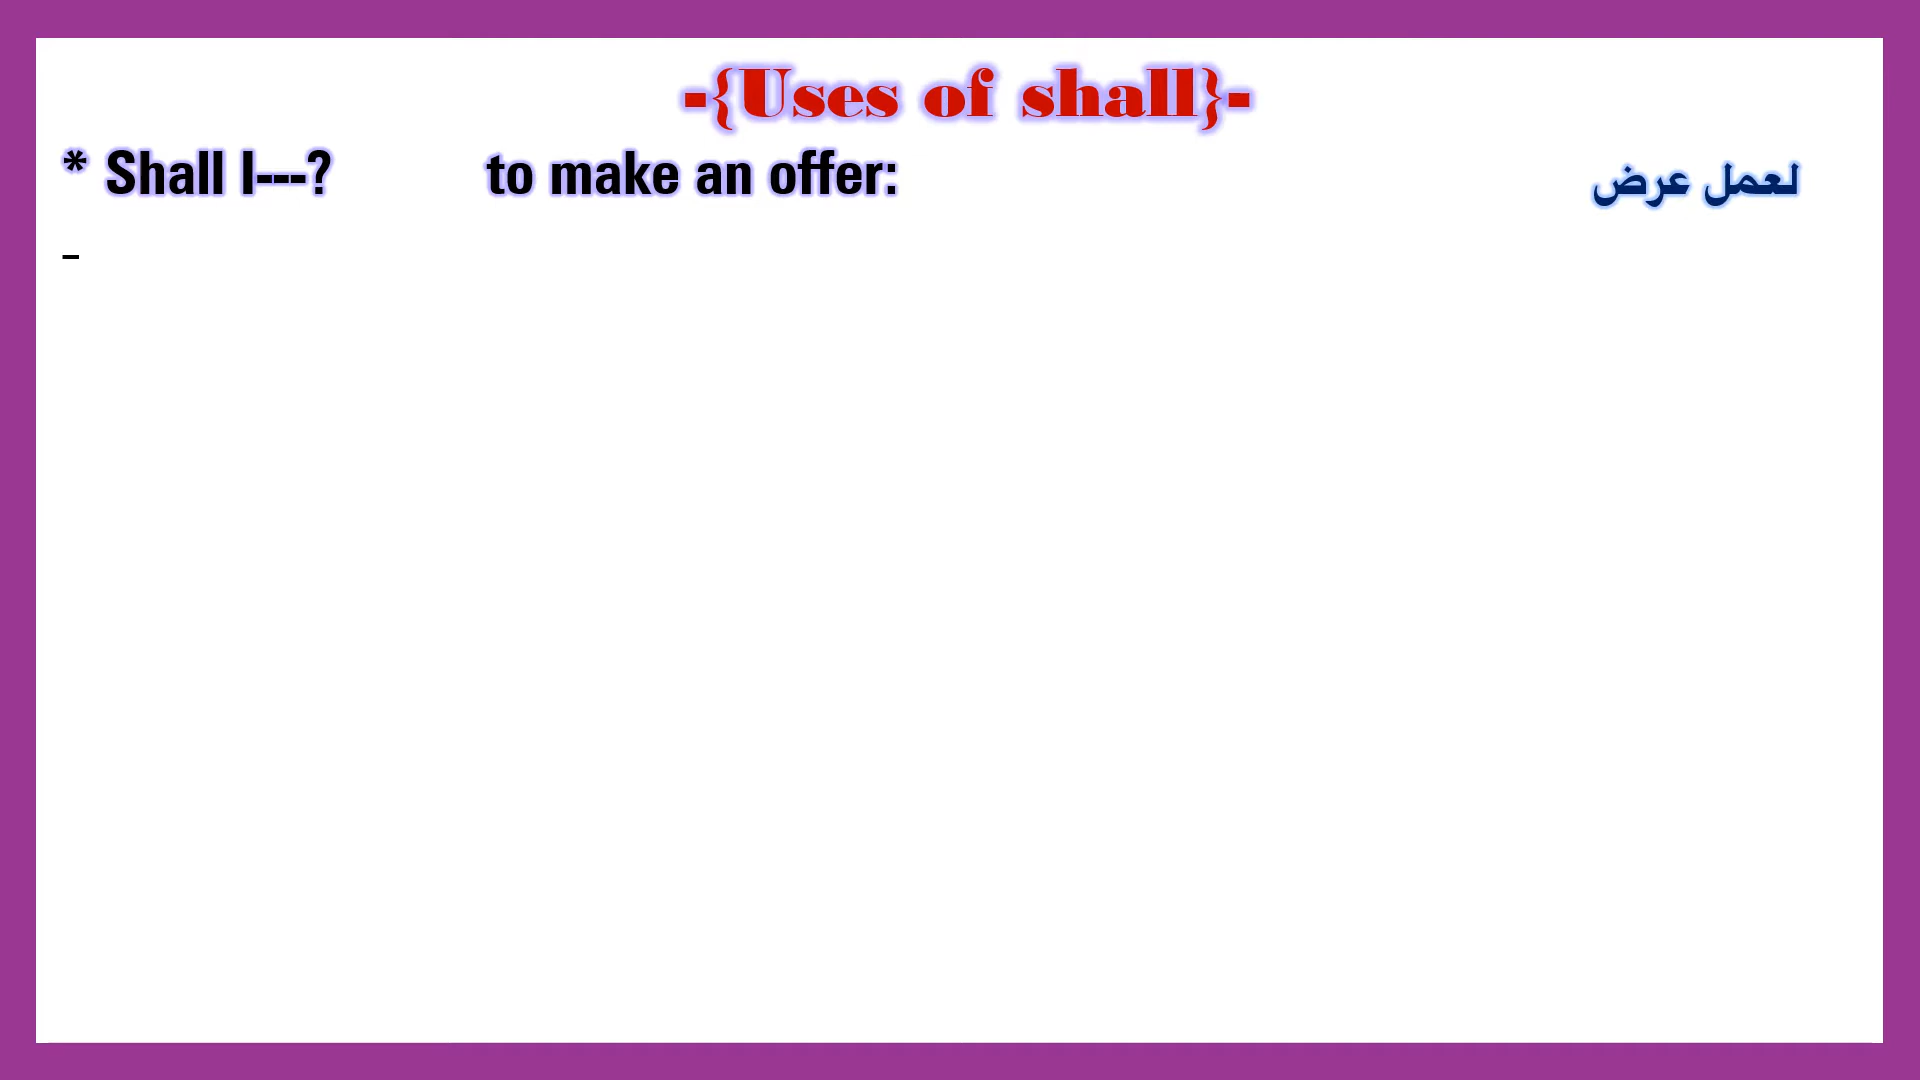 -{Uses of shall}-
* Shall I---? to make an offer: لعمل عرض
-